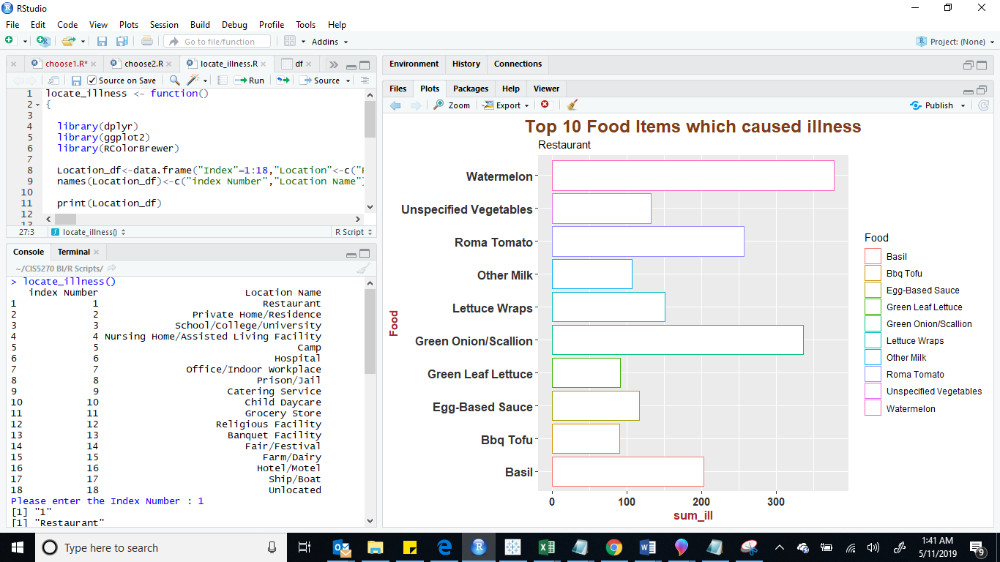 RStudio
File Edit Code View Plots Session Build Debug Profile Tools Help
Go to file/function Addins Project: (None)
choose1.R* choose2.R locate_illness.R df
Source on Save Run Source
1 locate_illness <- function()
2 {
3
4 library(dplyr)
5 library(ggplot2)
6 library(RColorBrewer)
7
8 Location_df<-data.frame("Index"=1:18,"Location"<-c("
9 names(Location_df)<-c("index Number","Location Name"
10
11 print(Location_df)
12
13
27:3 locate_illness() R Script
Console Terminal
~/CIS5270 BI/R Scripts/
> locate_illness()
index Number Location Name
1 1 Restaurant
2 2 Private Home/Residence
3 3 School/College/University
4 4 Nursing Home/Assisted Living Facility
5 5 Camp
6 6 Hospital
7 7 Office/Indoor Workplace
8 8 Prison/Jail
9 9 Catering Service
10 10 Child Daycare
11 11 Grocery Store
12 12 Religious Facility
13 13 Banquet Facility
14 14 Fair/Festival
15 15 Farm/Dairy
16 16 Hotel/Motel
17 17 Ship/Boat
18 18 Unlocated
Please enter the Index Number : 1
[1] "1"
[1] "Restaurant"
Environment History Connections
Files Plots Packages Help Viewer
Zoom Export Publish
Top 10 Food Items which caused illness
Restaurant
Watermelon
Unspecified Vegetables
Roma Tomato
Other Milk
Lettuce Wraps
Green Onion/Scallion
Green Leaf Lettuce
Egg-Based Sauce
Bbq Tofu
Basil
Food
0 100 200 300
sum_ill
Food
Basil
Bbq Tofu
Egg-Based Sauce
Green Leaf Lettuce
Green Onion/Scallion
Lettuce Wraps
Other Milk
Roma Tomato
Unspecified Vegetables
Watermelon
Type here to search
1:41 AM
5/11/2019
9